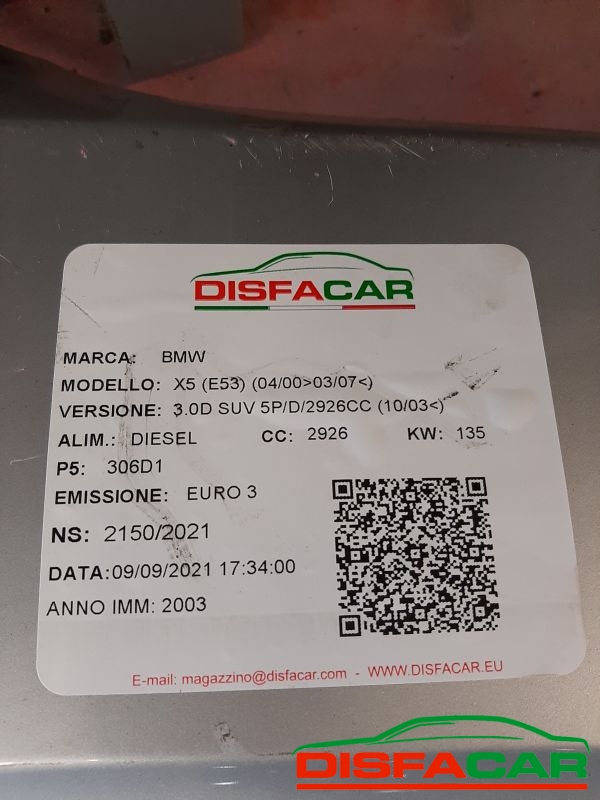 DISFACAR
MARCA: BMW
MODELLO: X5 (E53) (04/00>03/07<)
VERSIONE: 3.0D SUV 5P/D/2926CC (10/03<)
ALIM.: DIESEL CC: 2926 KW: 135
P5: 306D1
EMISSIONE: EURO 3
NS: 2150/2021
DATA:09/09/2021 17:34:00
ANNO IMM: 2003
E-mail: magazzino@disfacar.com - WWW.DISFACAR.EU
DISFACAR